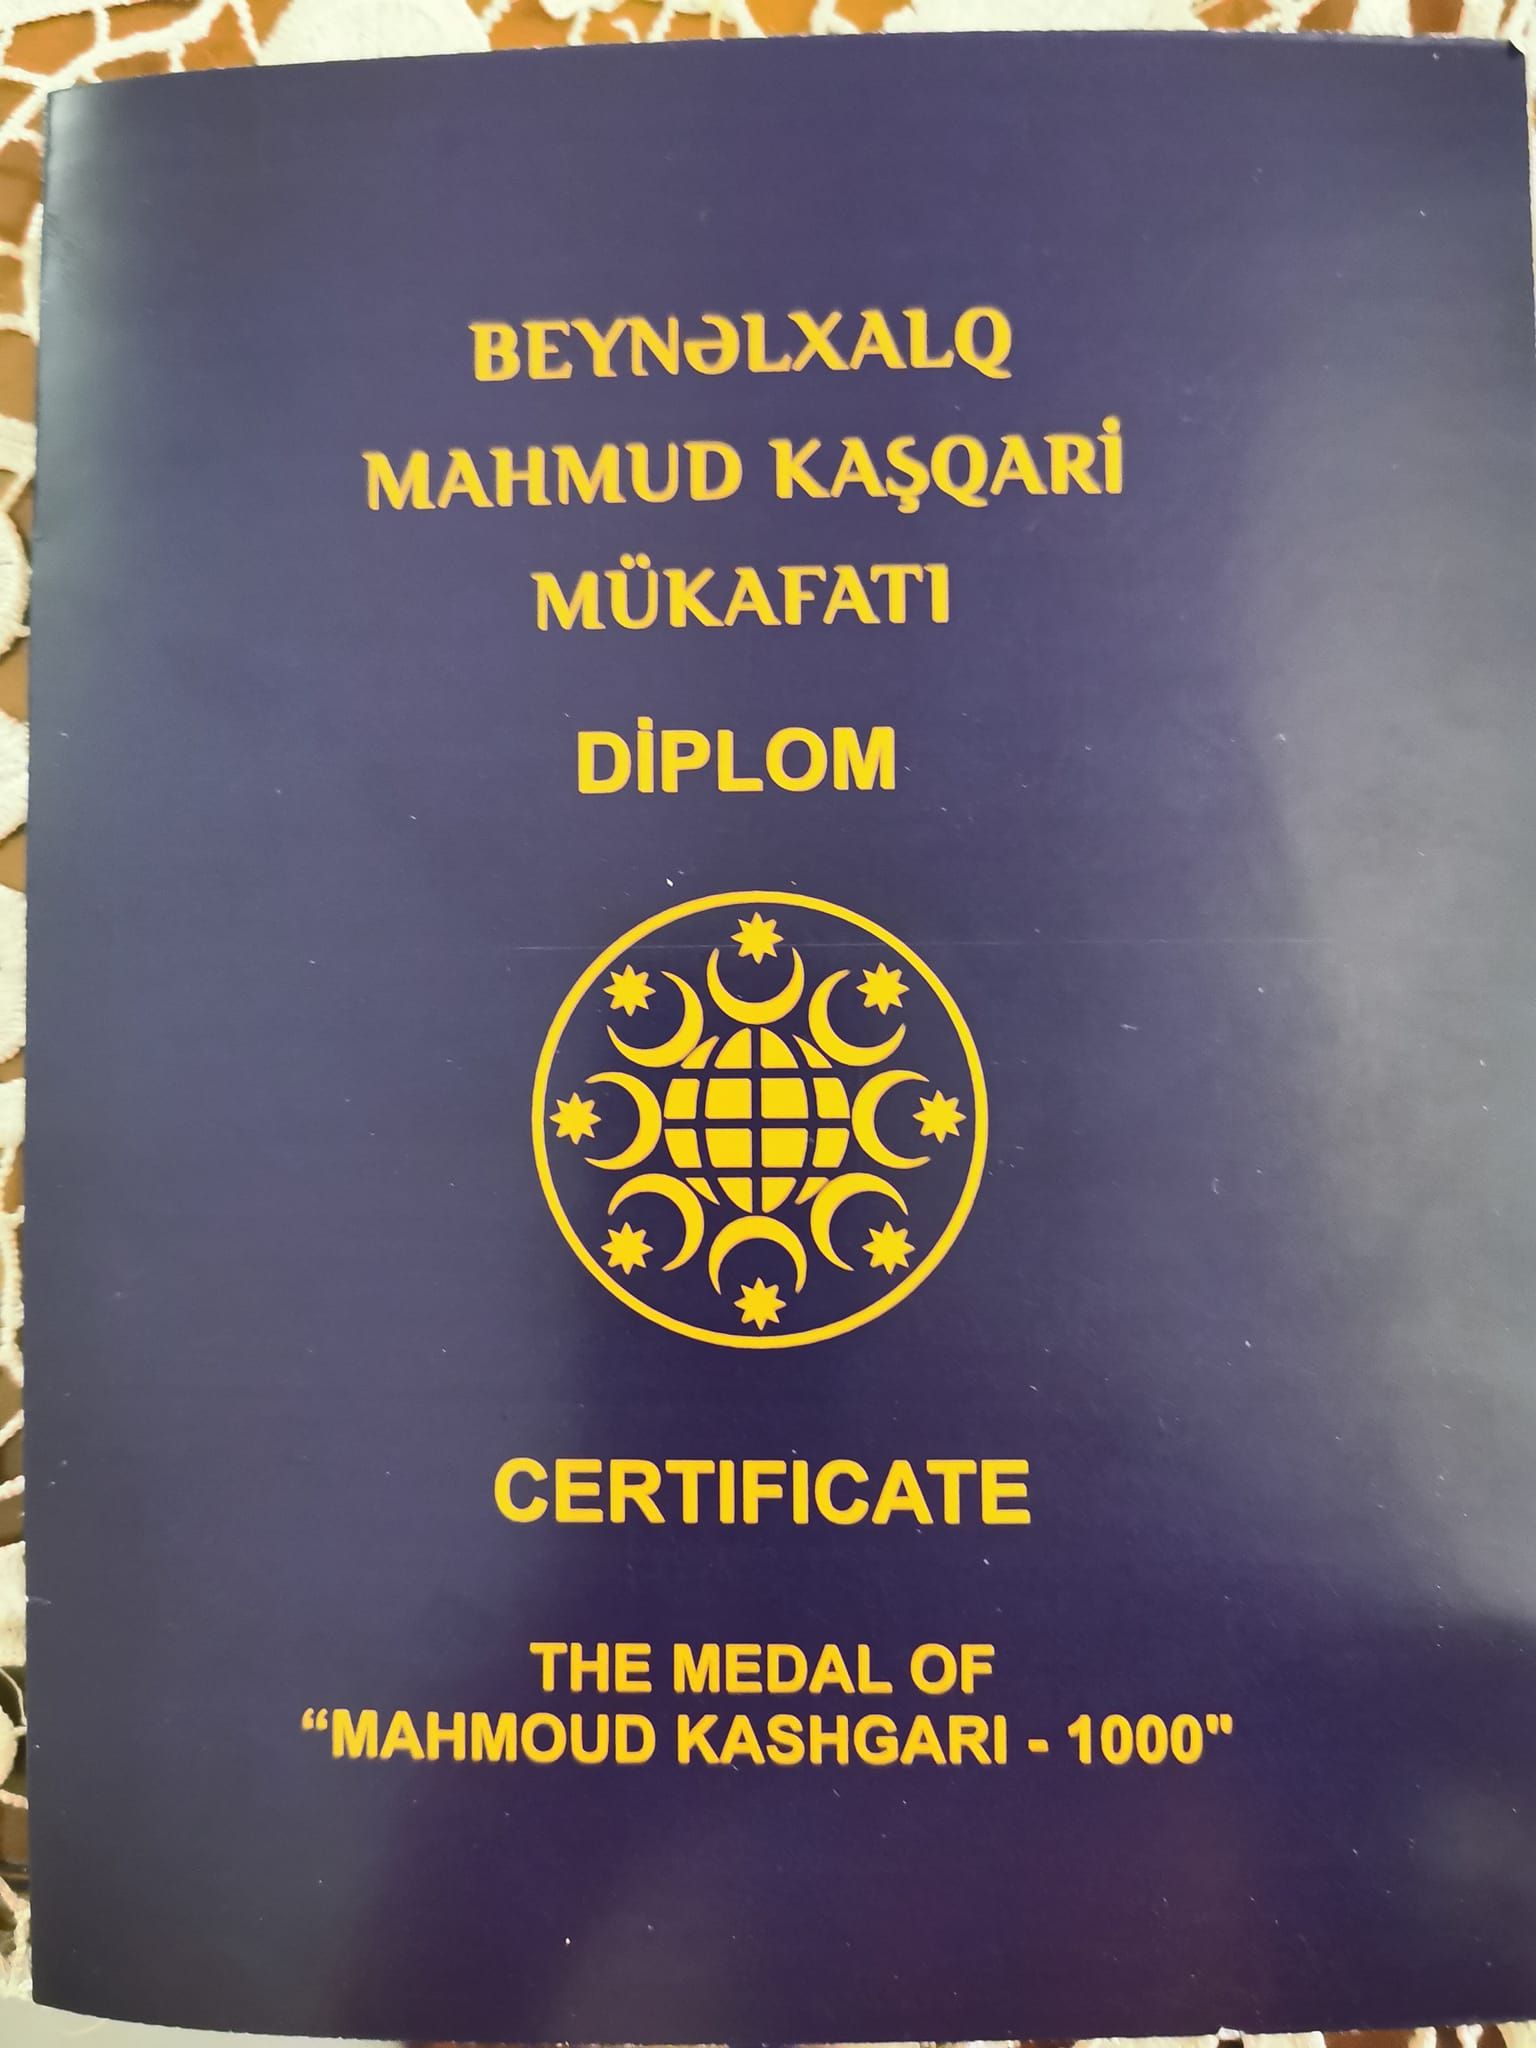 BEYNƏLXALQ
MAHMUD KAŞQARİ
MÜKAFATI
DİPLOM
CERTIFICATE
THE MEDAL OF
“MAHMOUD KASHGARI - 1000"